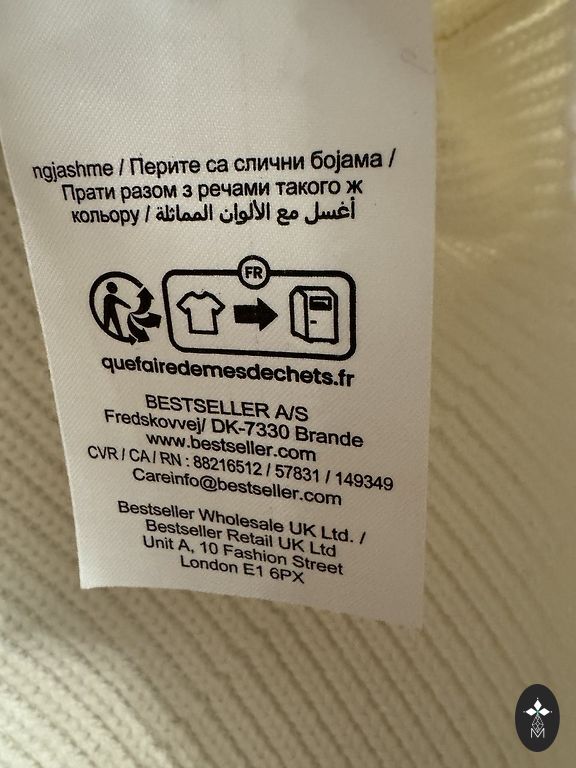 ngjashme / Перите са слични бојама /
Прати разом з речами такого ж
кольору / أغسل مع الألوان المماثلة
FR
quefairedemesdechets.fr
BESTSELLER A/S
Fredskovvej/ DK-7330 Brande
www.bestseller.com
CVR / CA / RN : 88216512 / 57831 / 149349
Careinfo@bestseller.com
Bestseller Wholesale UK Ltd. /
Bestseller Retail UK Ltd
Unit A, 10 Fashion Street
London E1 6PX
M